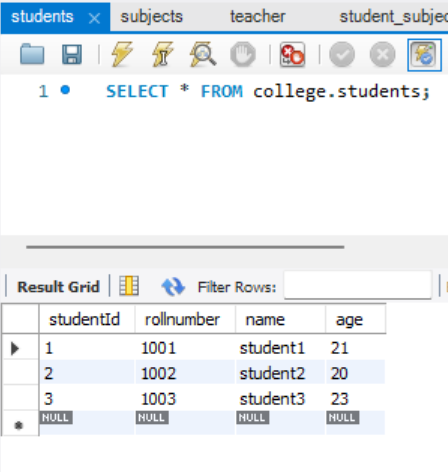 students × subjects teacher student_subjec
1 SELECT * FROM college.students;
Result Grid Filter Rows:
studentId rollnumber name age
1 1001 student1 21
2 1002 student2 20
3 1003 student3 23
NULL NULL NULL NULL